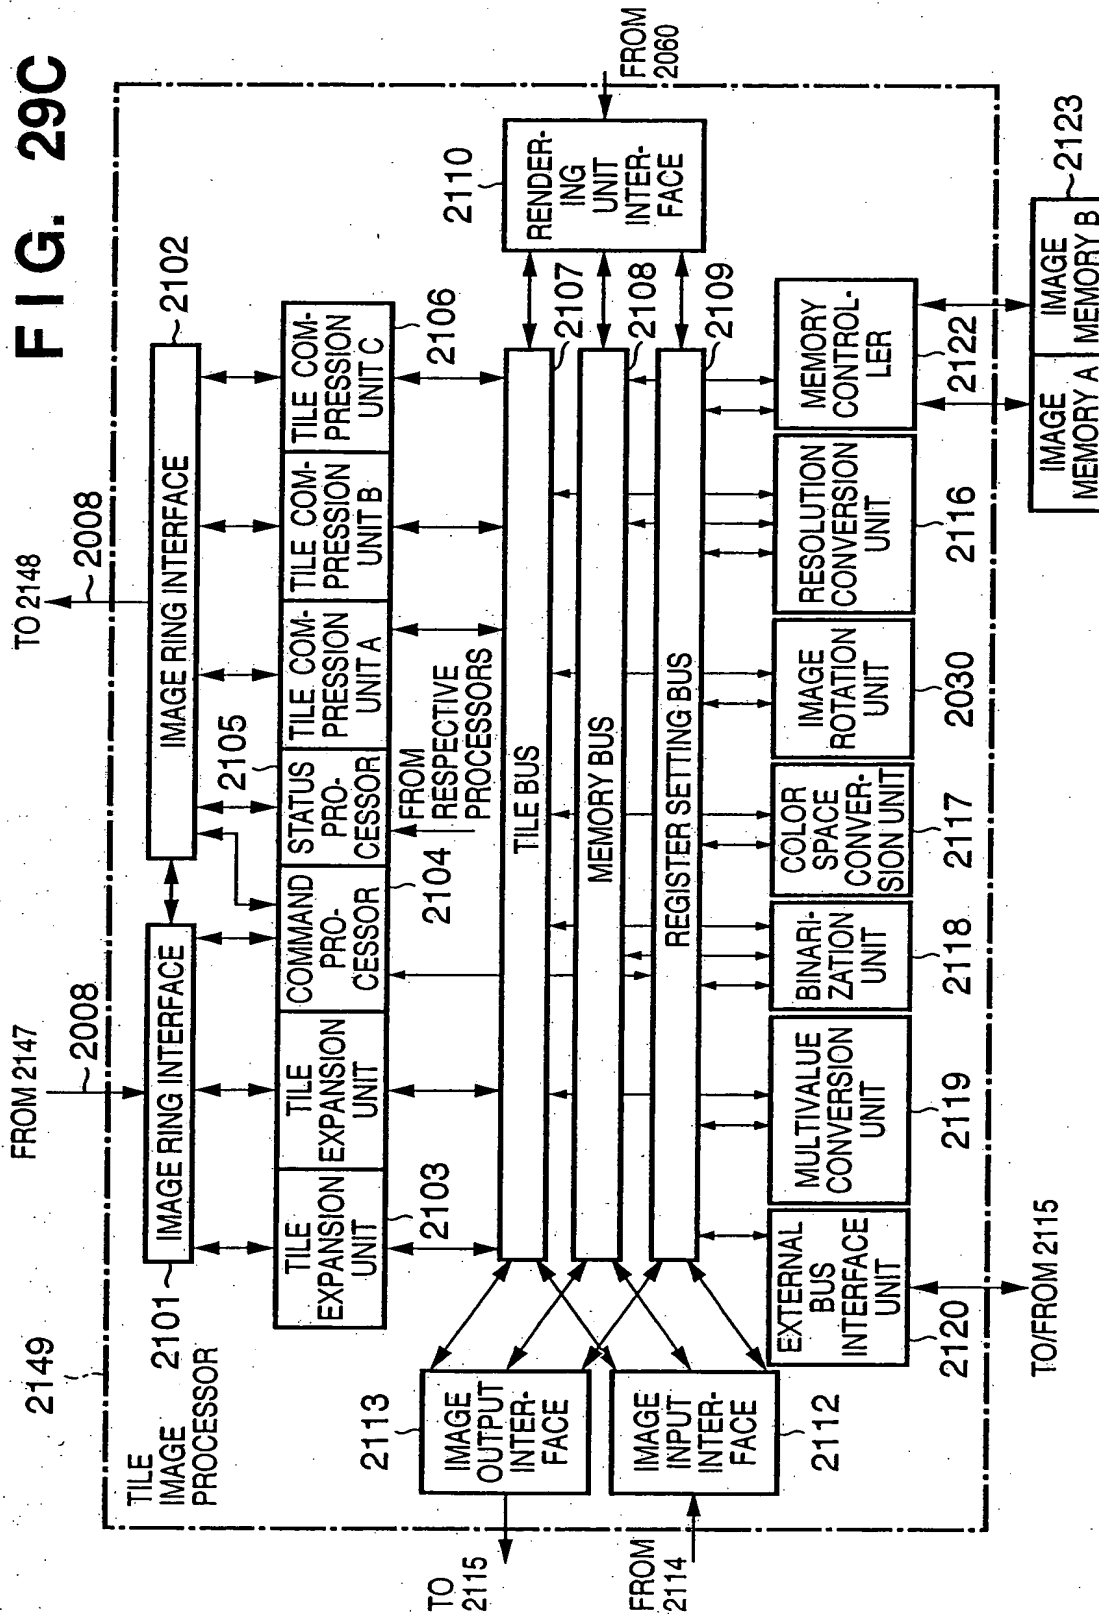 FIG. 29C
FROM 2147
2008
TO 2148
2008
2149
TILE
IMAGE
PROCESSOR
2101
IMAGE RING INTERFACE
IMAGE RING INTERFACE
2102
TILE
EXPANSION
UNIT
2103
TILE
EXPANSION
UNIT
COMMAND
PRO-
CESSOR
2104
STATUS
PRO-
CESSOR
2105
FROM
RESPECTIVE
PROCESSORS
TILE COM-
PRESSION
UNIT A
TILE COM-
PRESSION
UNIT B
TILE COM-
PRESSION
UNIT C
2106
TILE BUS
2107
MEMORY BUS
2108
REGISTER SETTING BUS
2109
2110
RENDER-
ING
UNIT
INTER-
FACE
FROM
2060
2113
IMAGE
OUTPUT
INTER-
FACE
TO
2115
IMAGE
INPUT
INTER-
FACE
2112
FROM
2114
EXTERNAL
BUS
INTERFACE
UNIT
2120
TO/FROM 2115
MULTIVALUE
CONVERSION
UNIT
2119
BINARI-
ZATION
UNIT
2118
COLOR
SPACE
CONVER-
SION UNIT
2117
IMAGE
ROTATION
UNIT
2030
RESOLUTION
CONVERSION
UNIT
2116
MEMORY
CONTROL-
LER
2122
IMAGE
MEMORY A
IMAGE
MEMORY B
2123